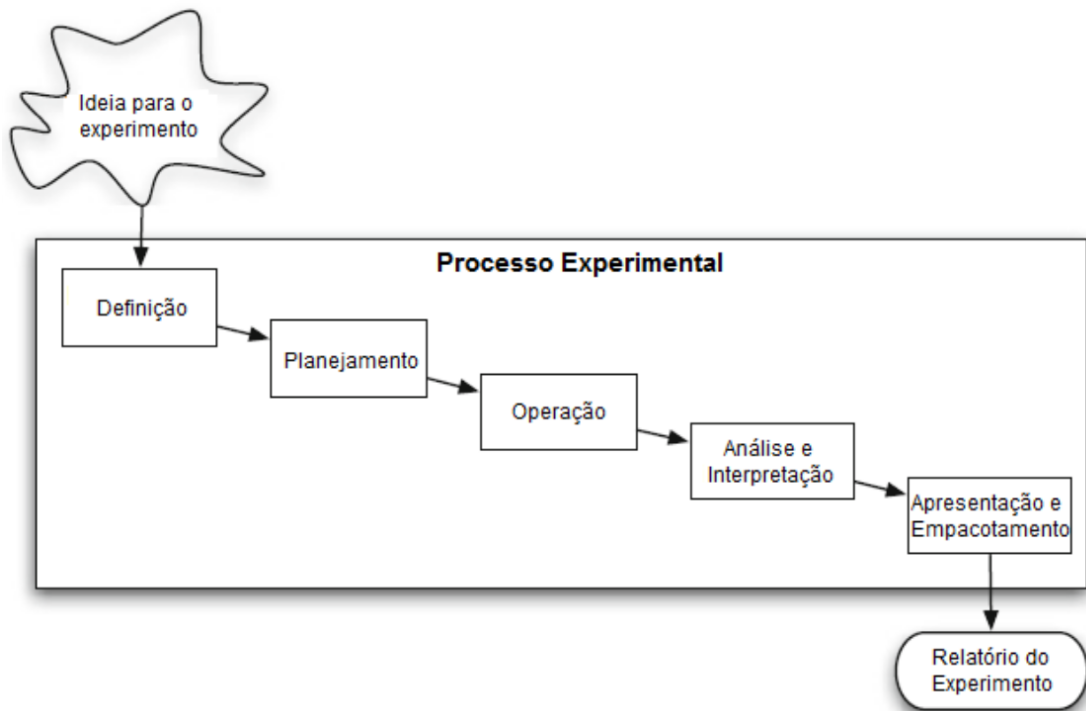 Ideia para o
experimento
Processo Experimental
Definição
Planejamento
Operação
Análise e
Interpretação
Apresentação e
Empacotamento
Relatório do
Experimento